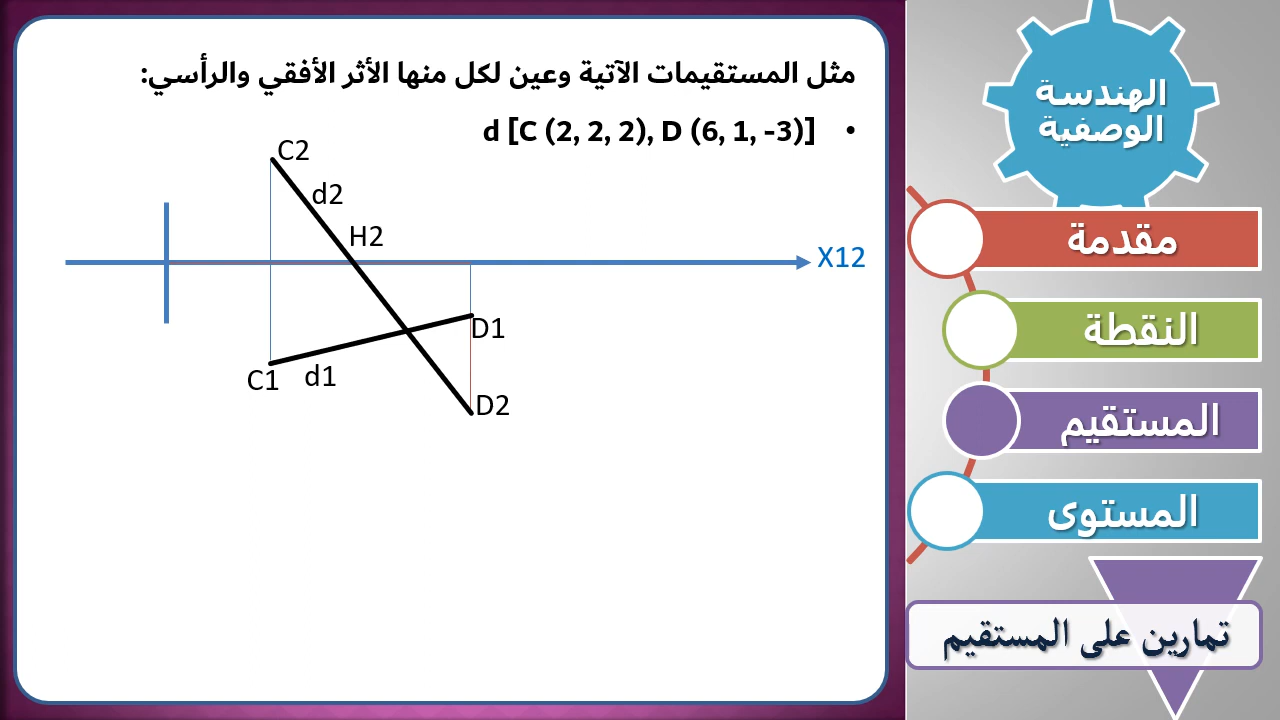 مثل المستقيمات الآتية وعين لكل منها الأثر الأفقي والرأسي:
• d [C (2, 2, 2), D (6, 1, -3)]
C2
d2
H2
X12
D1
C1
d1
D2
الهندسة
الوصفية
مقدمة
النقطة
المستقيم
المستوى
تمارين على المستقيم